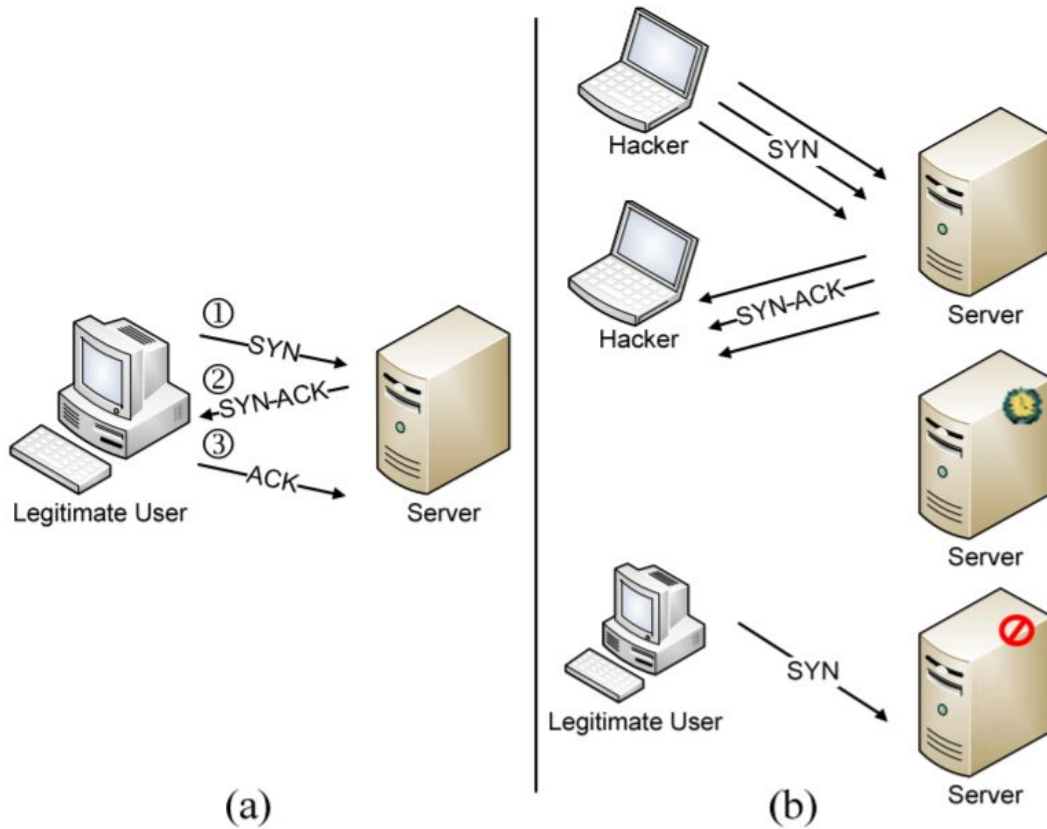 ①
SYN
②
SYN-ACK
③
ACK
Legitimate User
Server
(a)
Hacker
SYN
Server
SYN-ACK
Hacker
Server
Legitimate User
SYN
Server
(b)